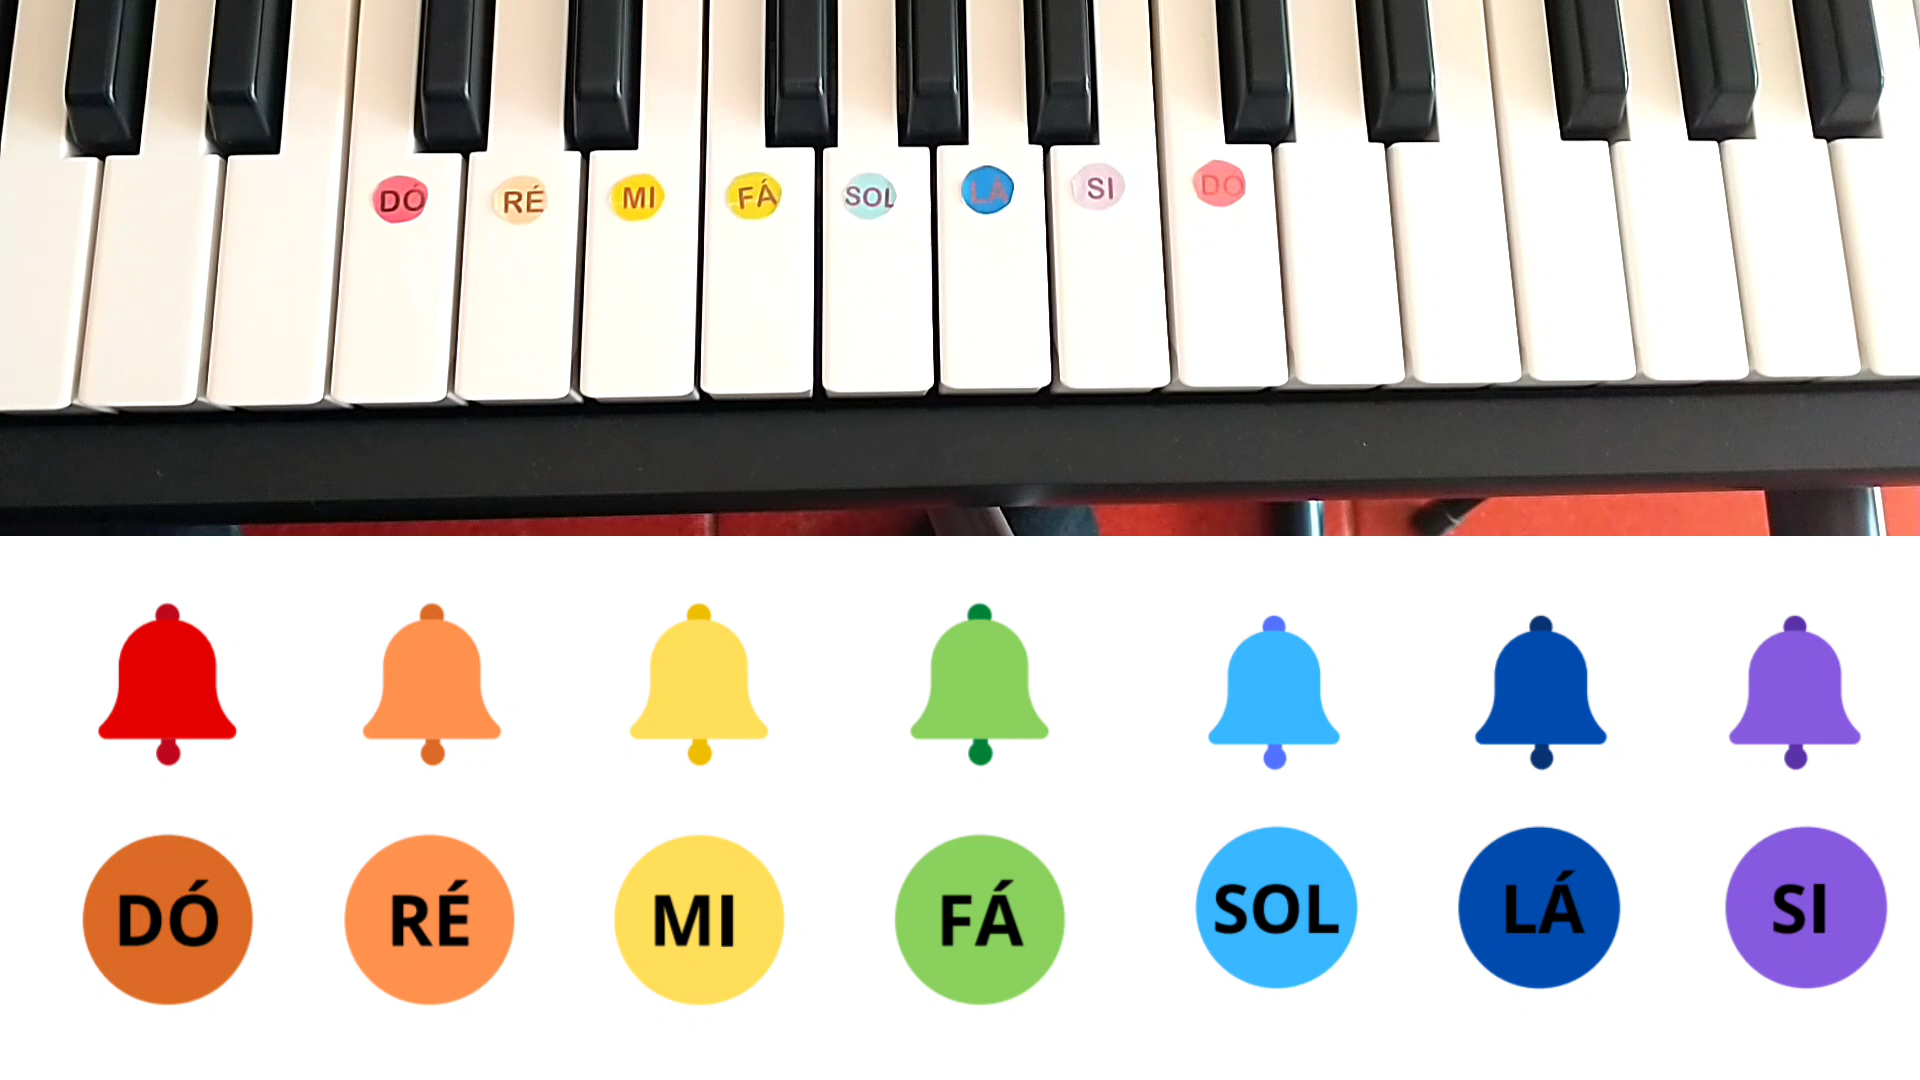 DÓ RÉ MI FÁ SOL LÁ SI DÓ
DÓ RÉ MI FÁ SOL LÁ SI